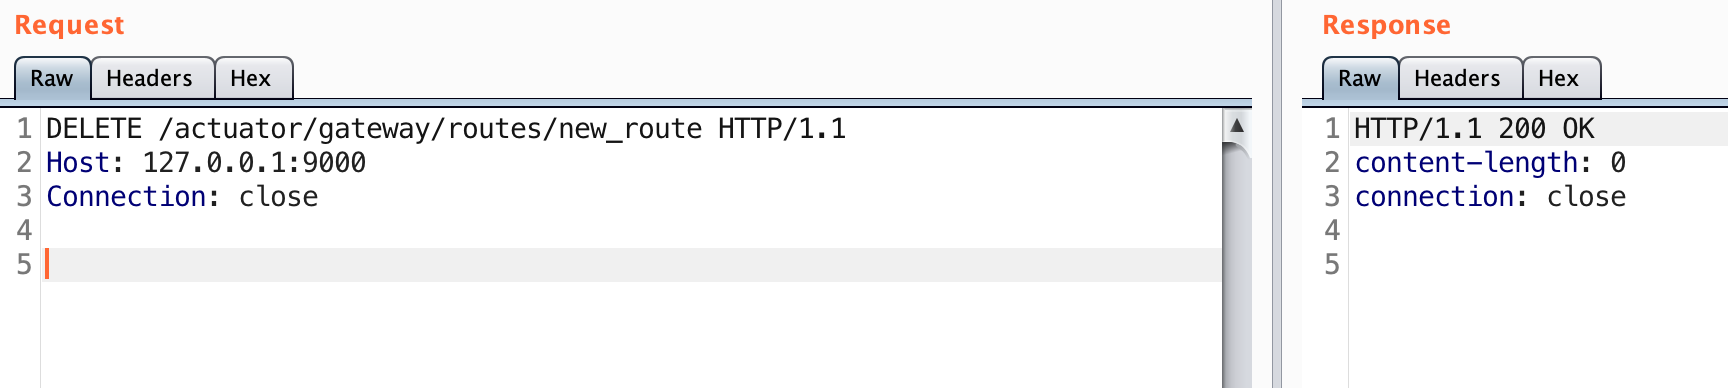 Request
Raw Headers Hex
1 DELETE /actuator/gateway/routes/new_route HTTP/1.1
2 Host: 127.0.0.1:9000
3 Connection: close
4
5
Response
Raw Headers Hex
1 HTTP/1.1 200 OK
2 content-length: 0
3 connection: close
4
5